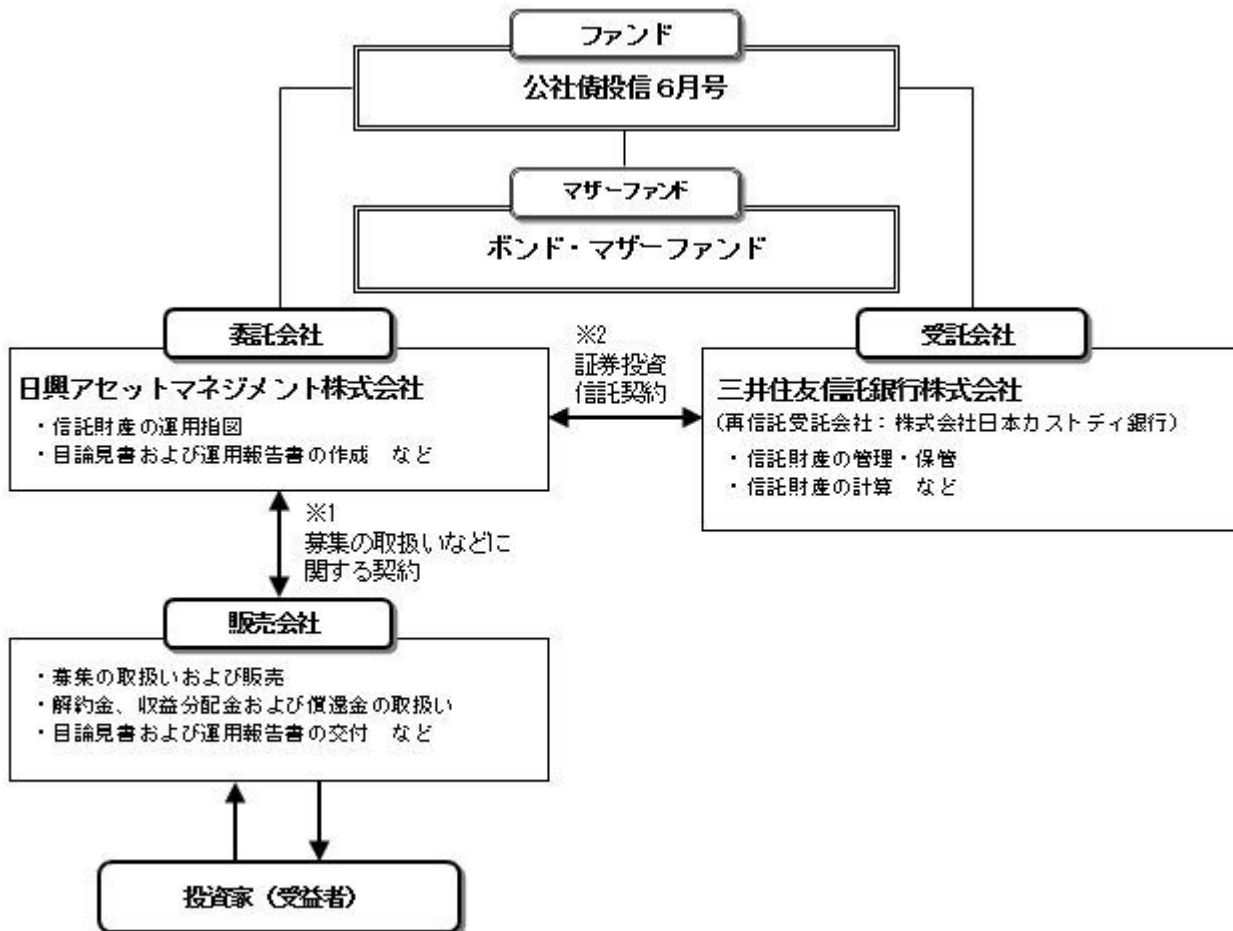 ファンド
公社債投信6月号
マザーファンド
ボンド・マザーファンド
委託会社
日興アセットマネジメント株式会社
・信託財産の運用指図
・目論見書および運用報告書の作成　など
※2
証券投資
信託契約
受託会社
三井住友信託銀行株式会社
(再信託受託会社：株式会社日本カストディ銀行)
・信託財産の管理・保管
・信託財産の計算　など
※1
募集の取扱いなどに
関する契約
販売会社
・募集の取扱いおよび販売
・解約金、収益分配金および償還金の取扱い
・目論見書および運用報告書の交付　など
投資家（受益者）